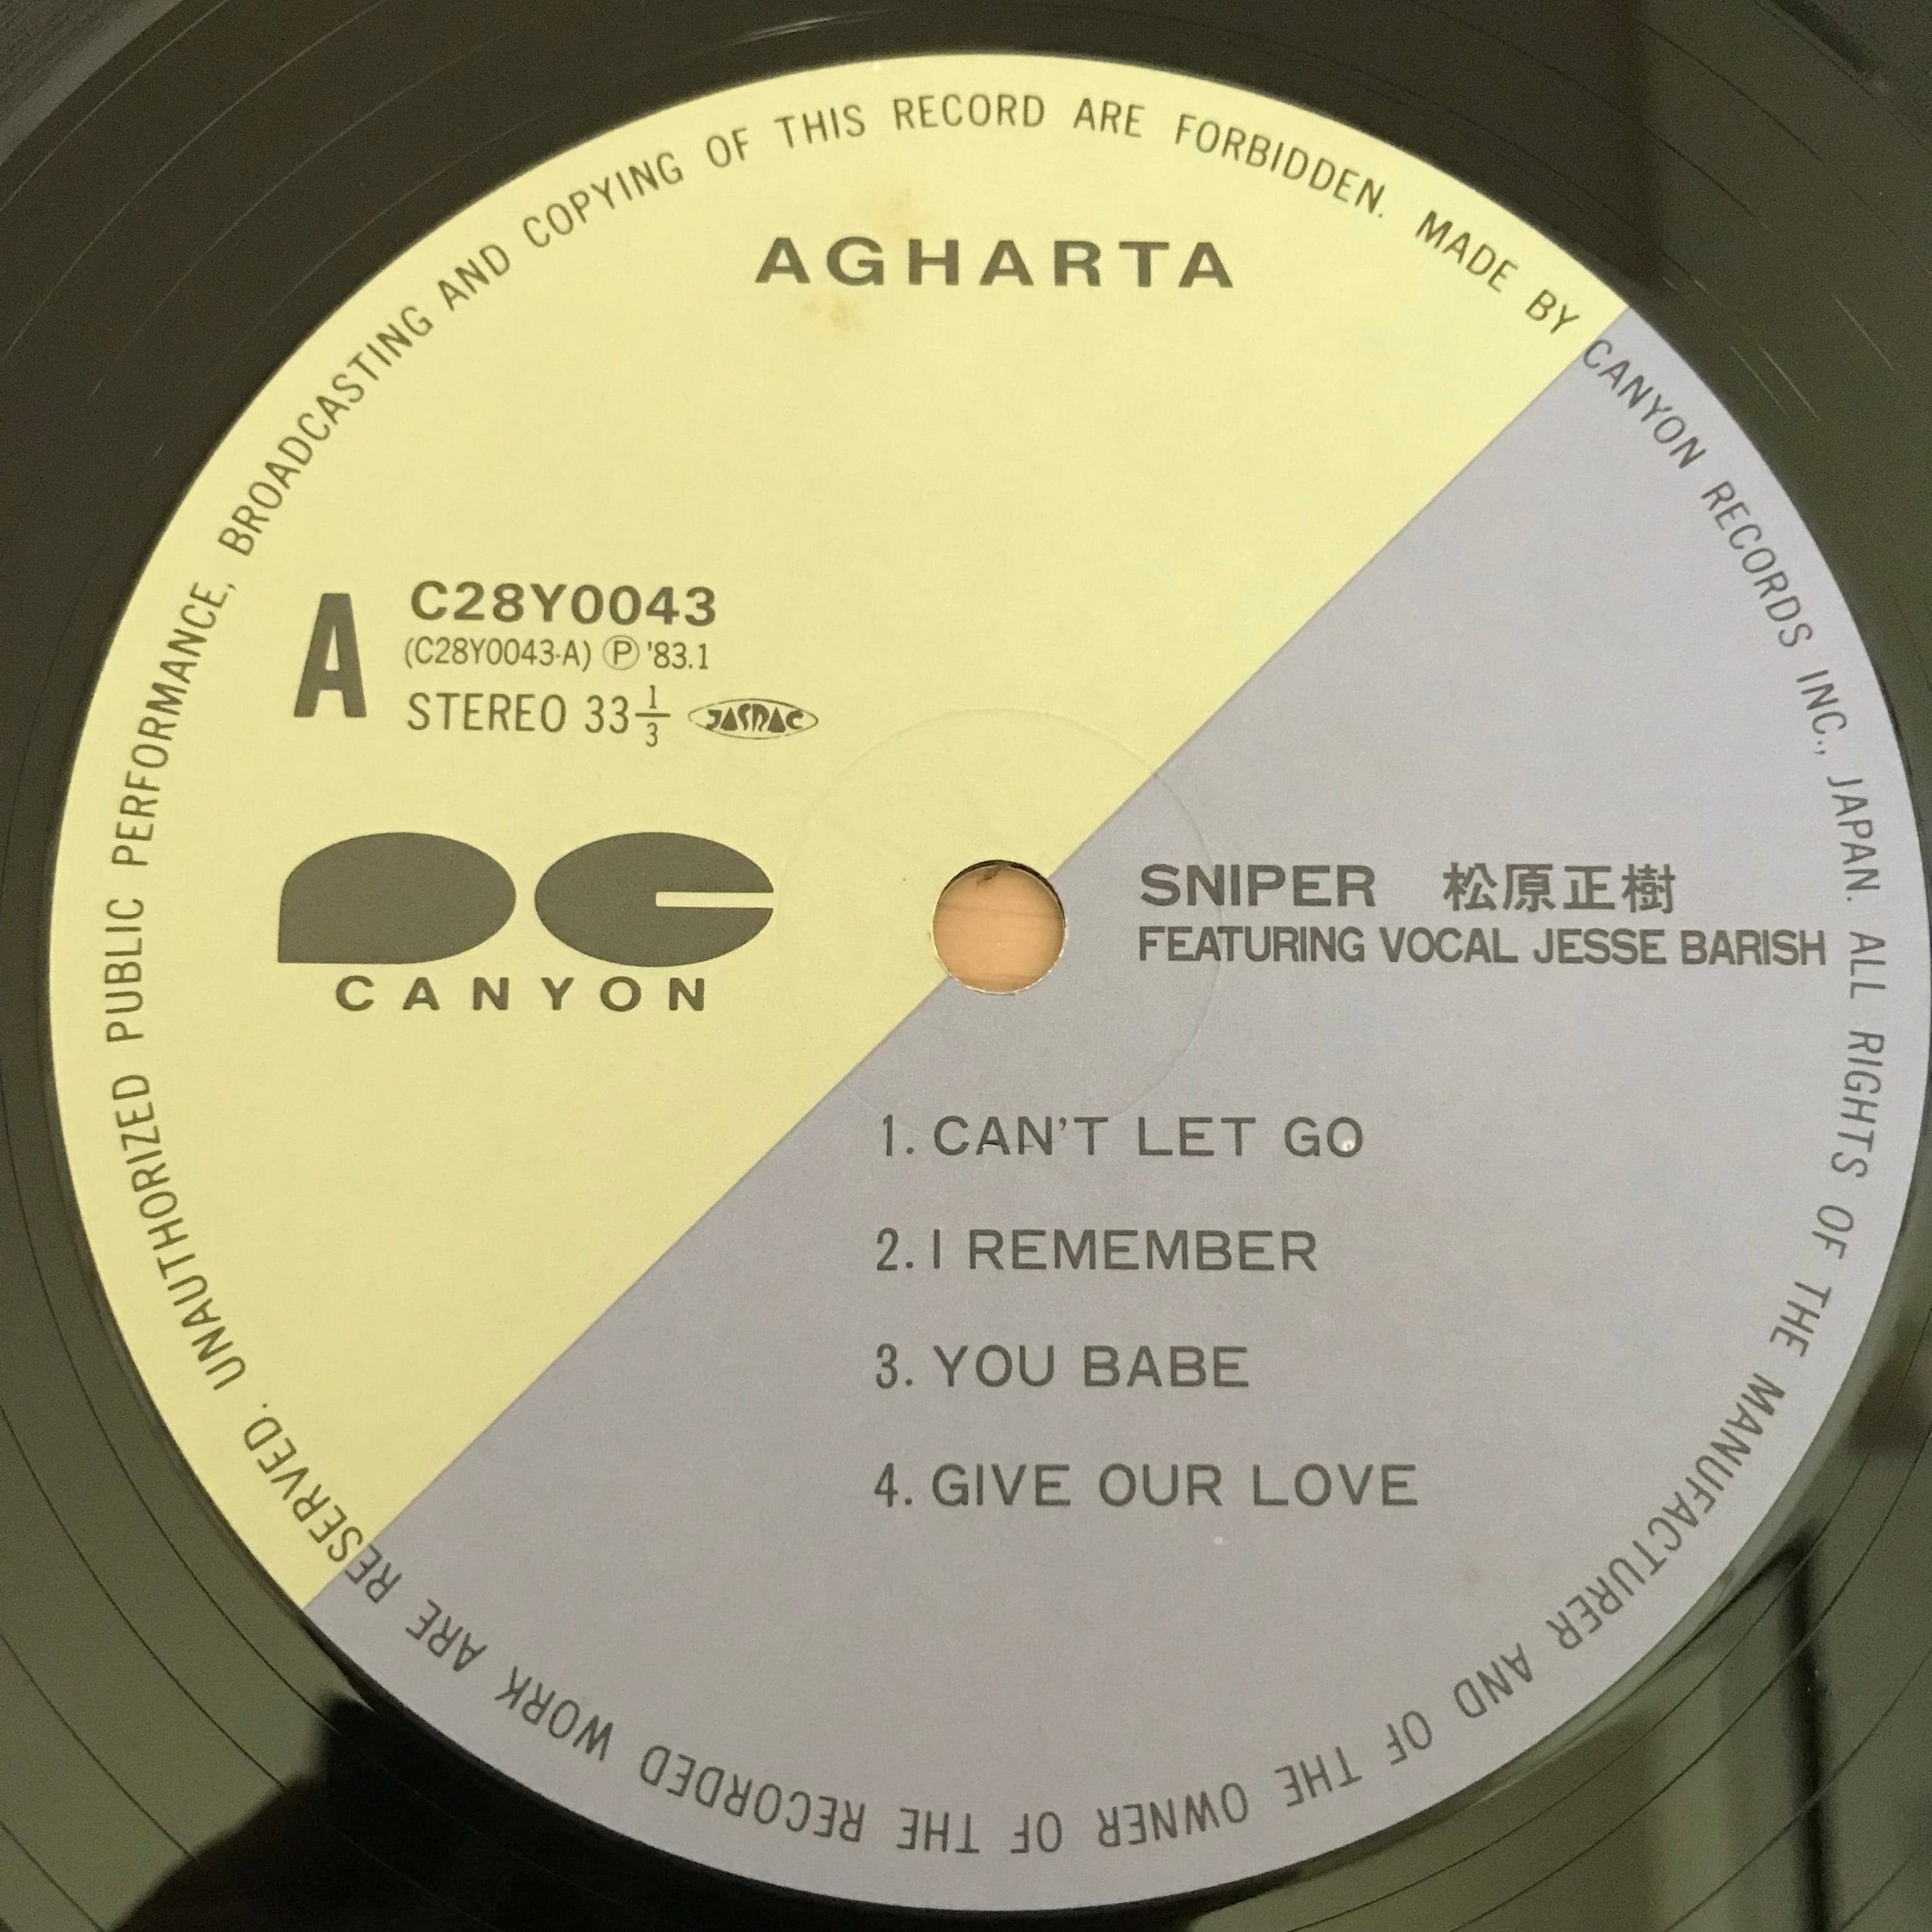 AGHARTA
A
C28Y0043
(C28Y0043-A) Ⓟ '83.1
STEREO 33 1/3 JASRAC
CANYON
SNIPER 松原正樹
FEATURING VOCAL JESSE BARISH
1. CAN'T LET GO
2. I REMEMBER
3. YOU BABE
4. GIVE OUR LOVE
MADE BY CANYON RECORDS INC., JAPAN. ALL RIGHTS OF THE MANUFACTURER AND OF THE OWNER OF THE RECORDED WORK ARE RESERVED. UNAUTHORIZED PUBLIC PERFORMANCE, BROADCASTING AND COPYING OF THIS RECORD ARE FORBIDDEN.